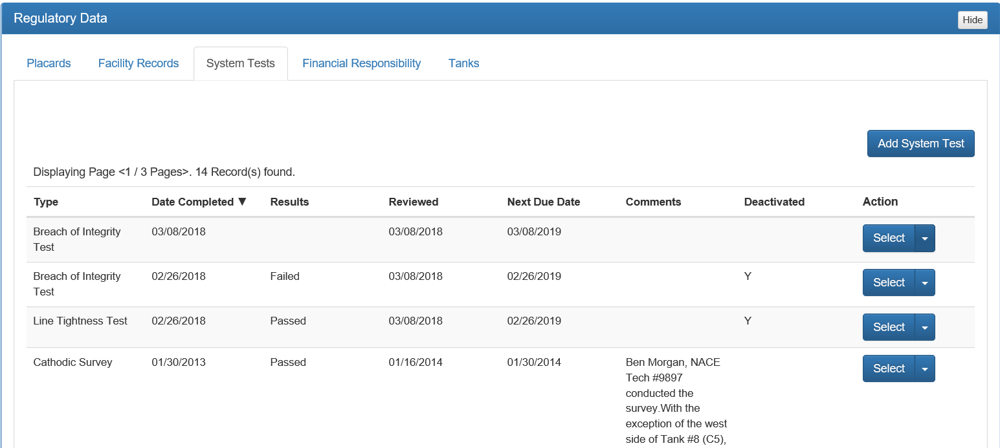 Regulatory Data
Hide
Placards Facility Records System Tests Financial Responsibility Tanks
Add System Test
Displaying Page <1 / 3 Pages>. 14 Record(s) found.
Type Date Completed ▼ Results Reviewed Next Due Date Comments Deactivated Action
Breach of Integrity 03/08/2018 03/08/2018 03/08/2019 Select
Test
Breach of Integrity 02/26/2018 Failed 03/08/2018 02/26/2019 Y Select
Test
Line Tightness Test 02/26/2018 Passed 03/08/2018 02/26/2019 Y Select
Cathodic Survey 01/30/2013 Passed 01/16/2014 01/30/2014 Ben Morgan, NACE Select
Tech #9897
conducted the
survey.With the
exception of the west
side of Tank #8 (C5),